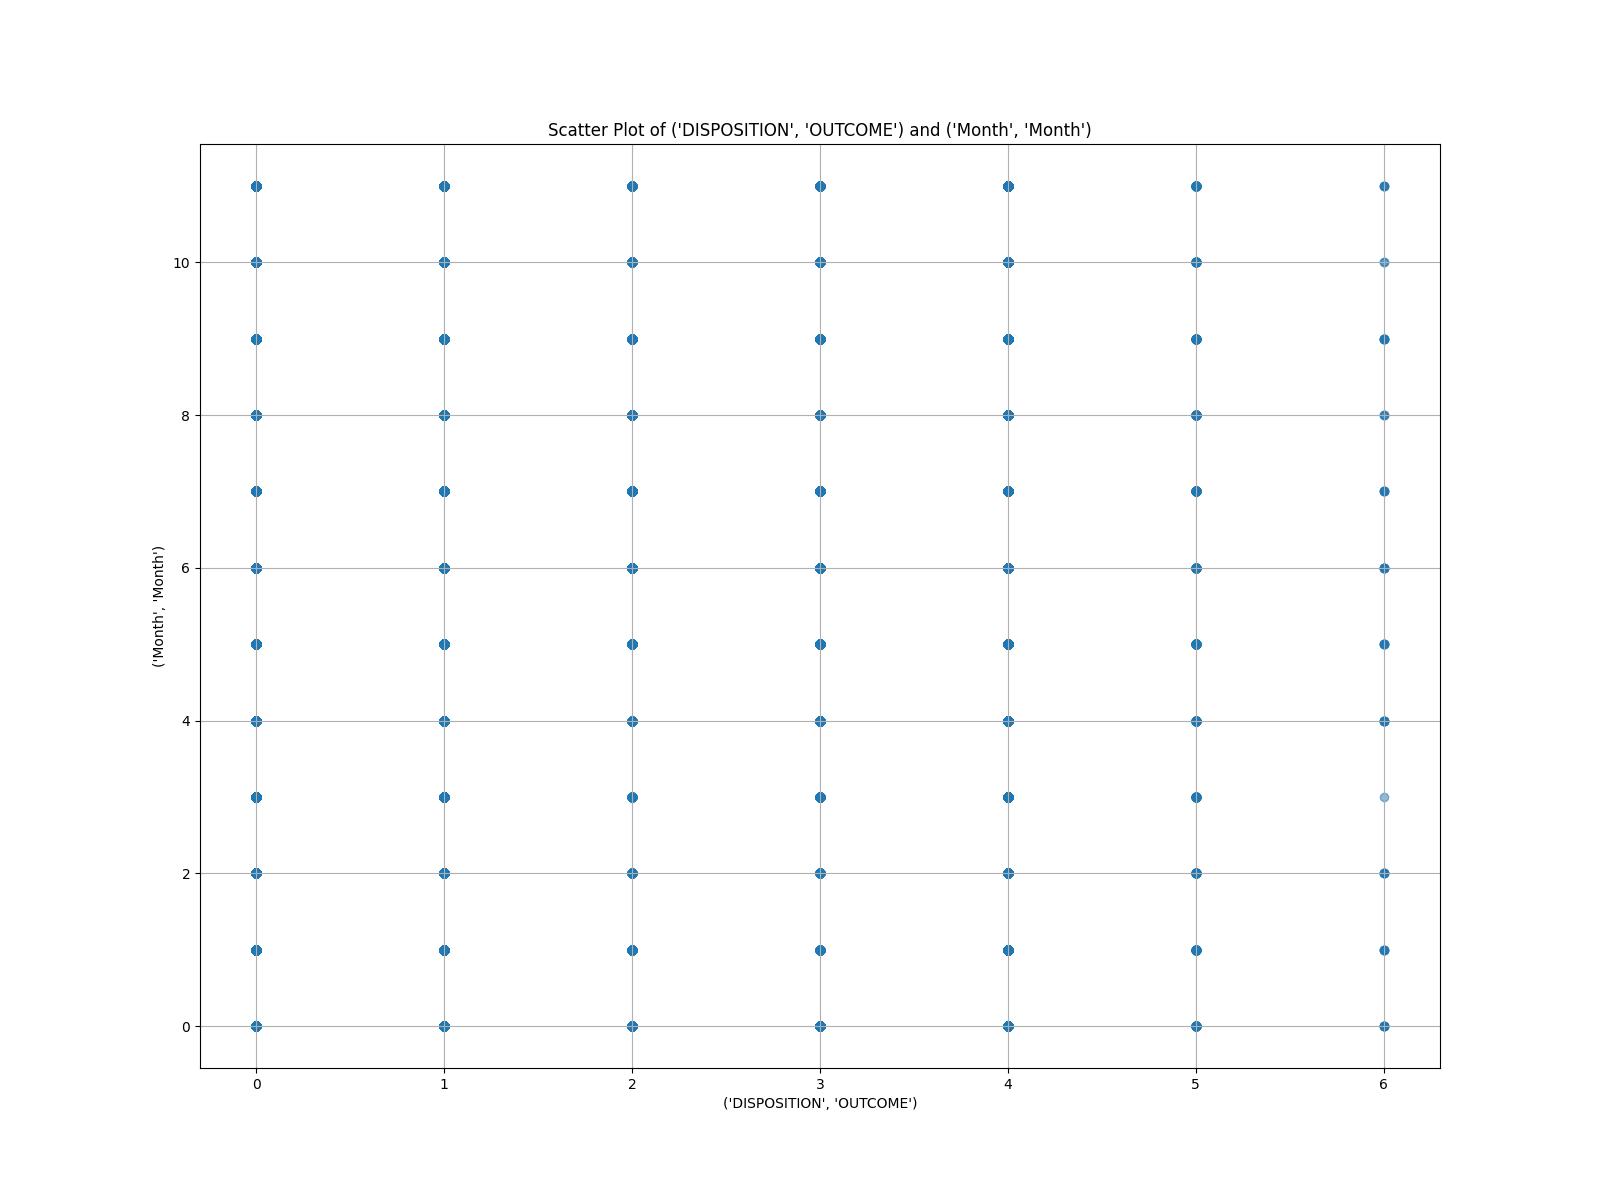 Scatter Plot of ('DISPOSITION', 'OUTCOME') and ('Month', 'Month')
10
8
6
4
2
0
('Month', 'Month')
0 1 2 3 4 5 6
('DISPOSITION', 'OUTCOME')